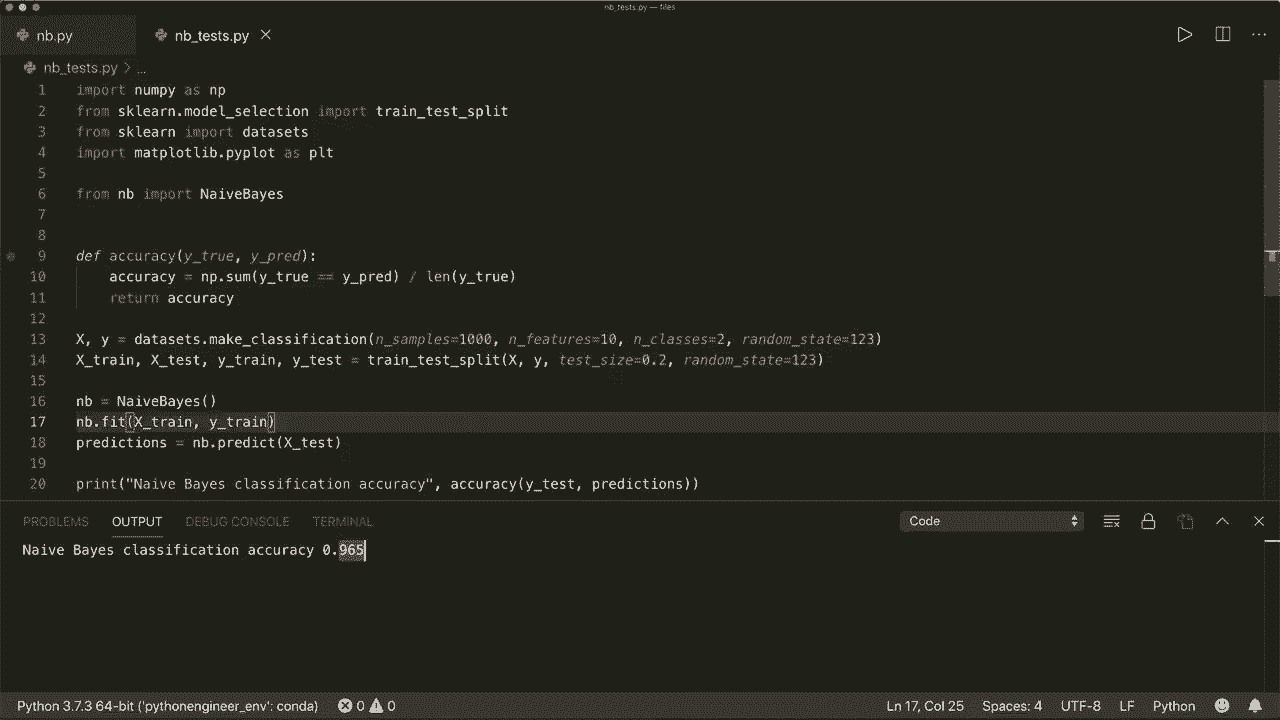 nb_tests.py — files
nb.py nb_tests.py
nb_tests.py > ...
1 import numpy as np
2 from sklearn.model_selection import train_test_split
3 from sklearn import datasets
4 import matplotlib.pyplot as plt
5
6 from nb import NaiveBayes
7
8
9 def accuracy(y_true, y_pred):
10 accuracy = np.sum(y_true == y_pred) / len(y_true)
11 return accuracy
12
13 X, y = datasets.make_classification(n_samples=1000, n_features=10, n_classes=2, random_state=123)
14 X_train, X_test, y_train, y_test = train_test_split(X, y, test_size=0.2, random_state=123)
15
16 nb = NaiveBayes()
17 nb.fit(X_train, y_train)
18 predictions = nb.predict(X_test)
19
20 print("Naive Bayes classification accuracy", accuracy(y_test, predictions))
PROBLEMS OUTPUT DEBUG CONSOLE TERMINAL Code
Naive Bayes classification accuracy 0.965
Python 3.7.3 64-bit ('pythonengineer_env': conda) 0 0 Ln 17, Col 25 Spaces: 4 UTF-8 LF Python